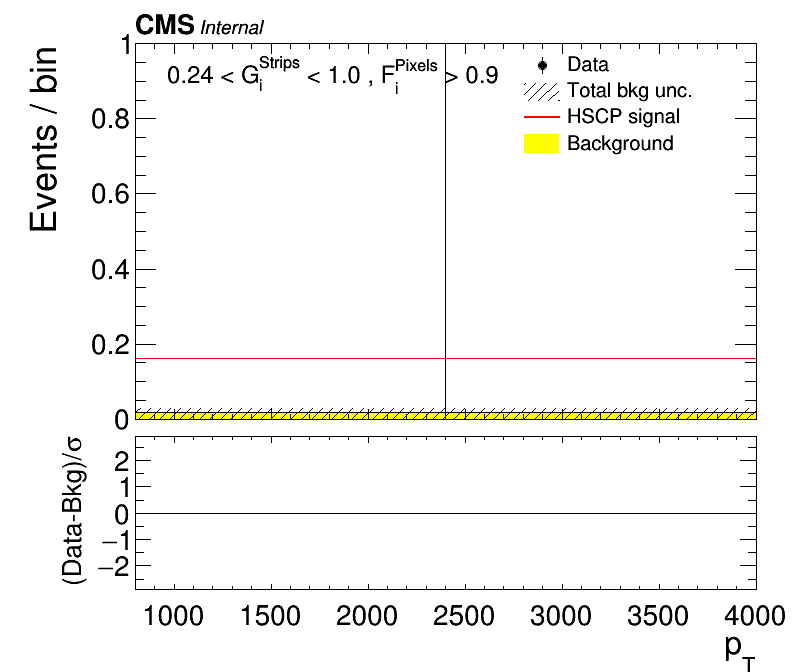 CMS Internal
0.24 < G_i^Strips < 1.0 , F_i^Pixels > 0.9
Data
Total bkg unc.
HSCP signal
Background
Events / bin
1
0.8
0.6
0.4
0.2
0
(Data-Bkg)/σ
2
1
0
−1
−2
1000 1500 2000 2500 3000 3500 4000
p_T